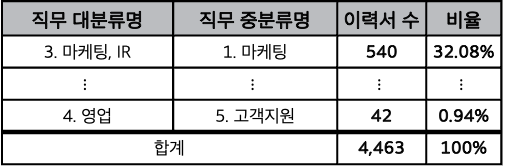 직무 대분류명 직무 중분류명 이력서 수 비율
3. 마케팅, IR 1. 마케팅 540 32.08%
⋮ ⋮ ⋮ ⋮
4. 영업 5. 고객지원 42 0.94%
합계 4,463 100%